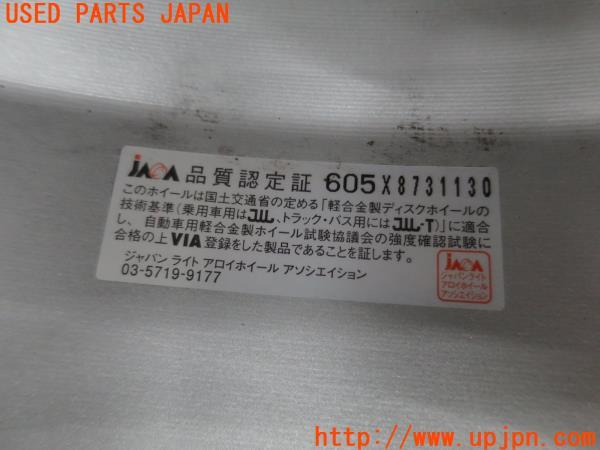 USED PARTS JAPAN
JAWA 品質認定証 605X8731130
このホイールは国土交通省の定める「軽合金製ディスクホイールの
技術基準(乗用車用はJWL、トラック・バス用にはJWL-T)」に適合
し、自動車用軽合金製ホイール試験協議会の強度確認試験に
合格の上VIA登録をした製品であることを証します。
ジャパン ライト アロイホイール アソシエイション
03-5719-9177
JAWA
ジャパンライト
アロイホイール
アソシエイション
http://www.upjpn.com/